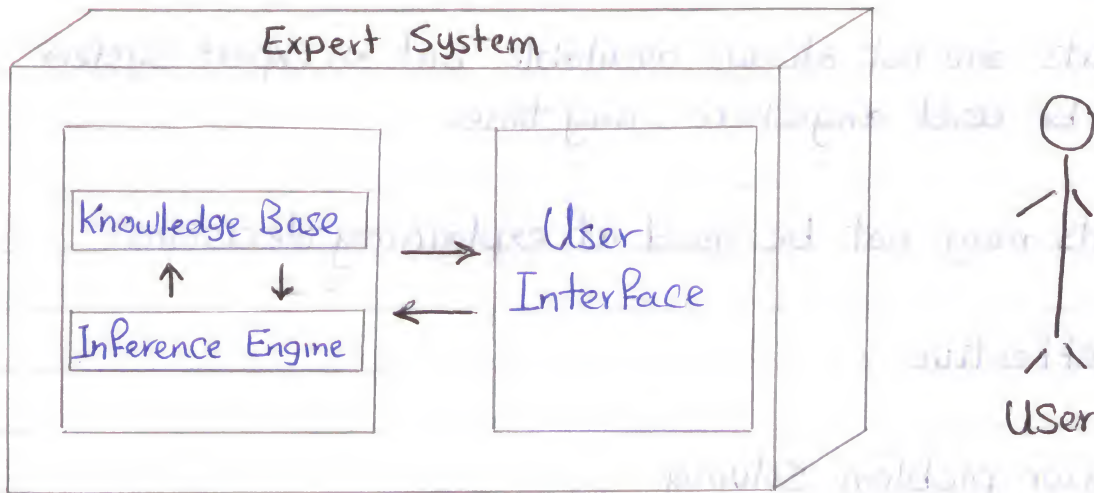 Expert System
Knowledge Base
Inference Engine
User
Interface
User